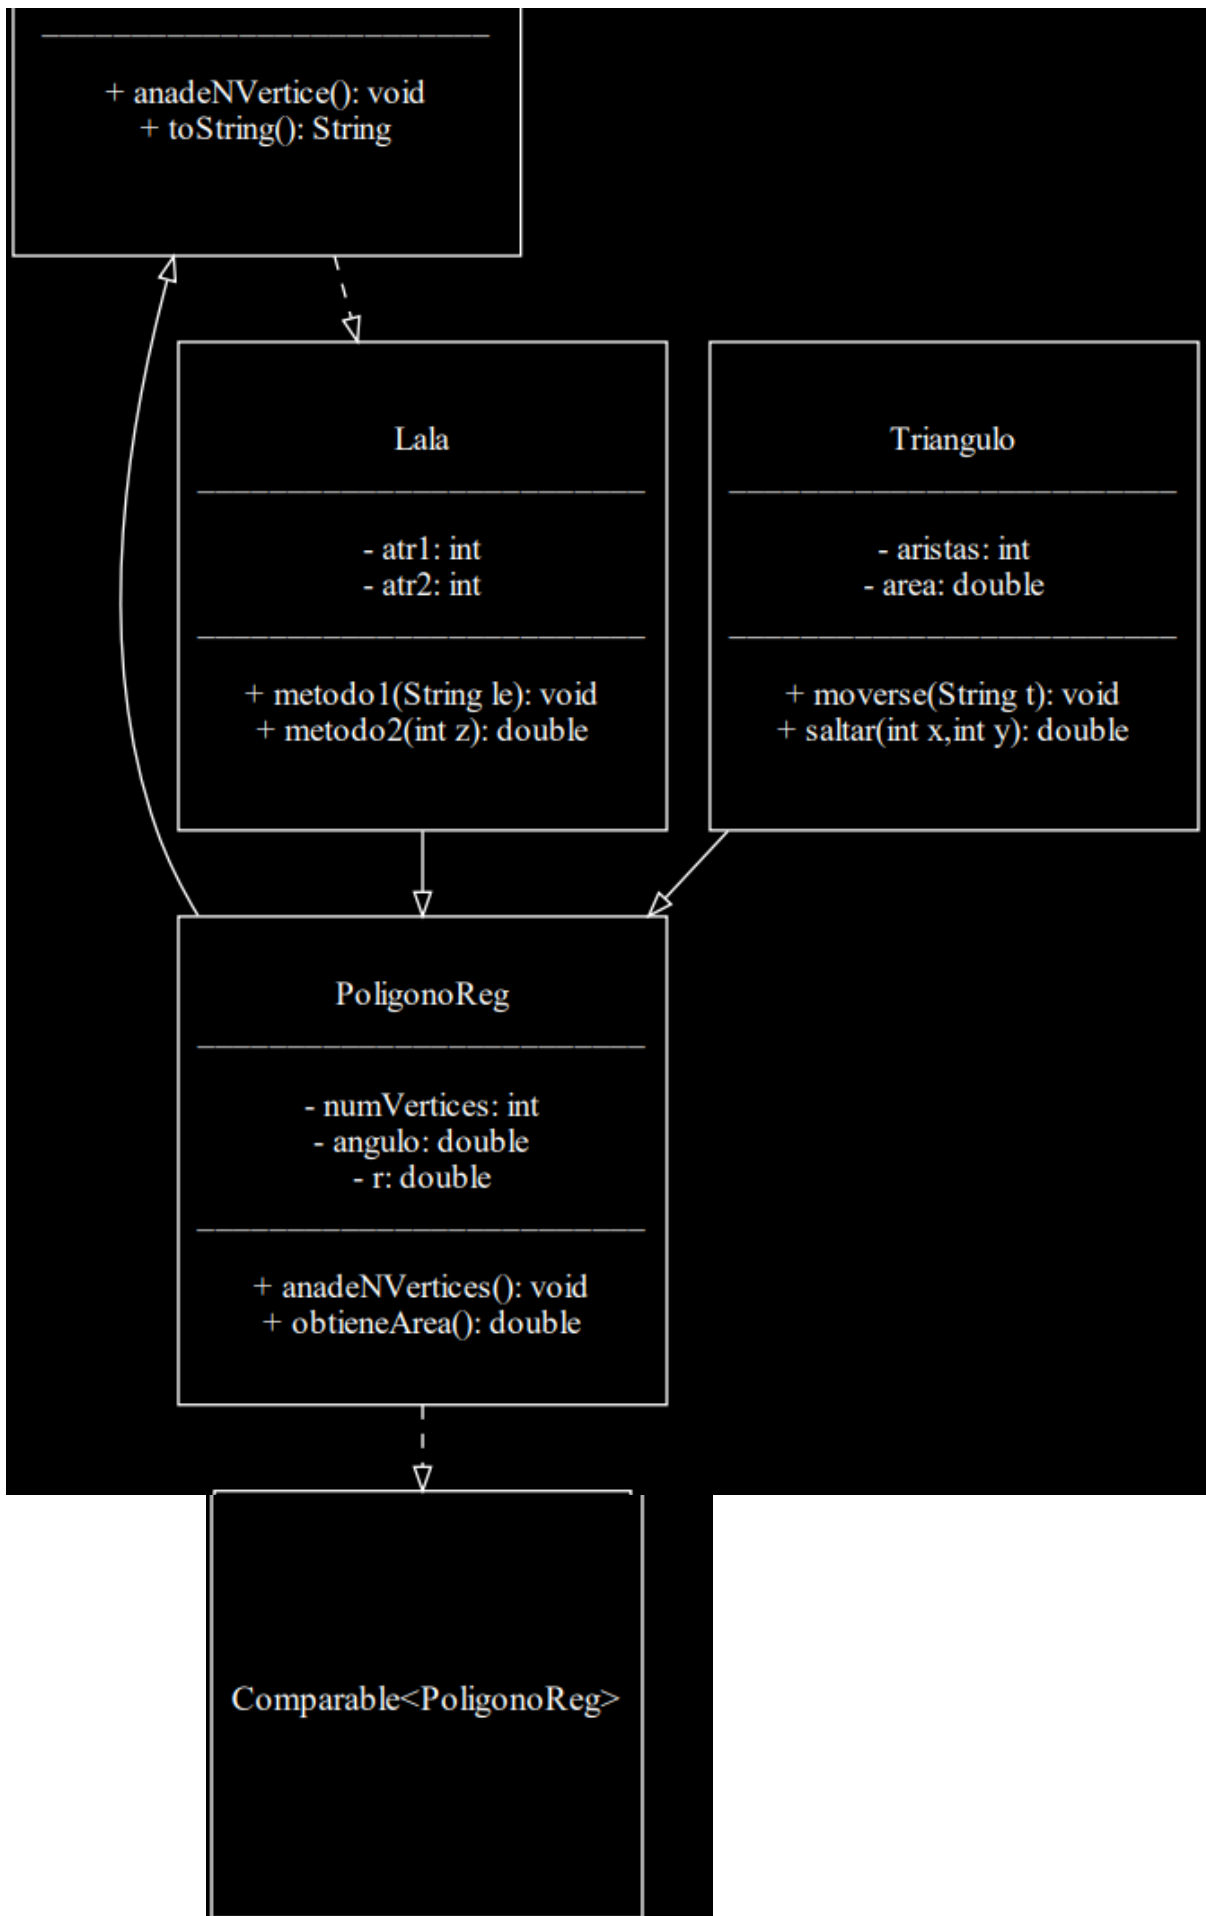 + anadeNVertice(): void
+ toString(): String
Lala
- atr1: int
- atr2: int
+ metodo1(String le): void
+ metodo2(int z): double
Triangulo
- aristas: int
- area: double
+ moverse(String t): void
+ saltar(int x,int y): double
PoligonoReg
- numVertices: int
- angulo: double
- r: double
+ anadeNVertices(): void
+ obtieneArea(): double
Comparable<PoligonoReg>